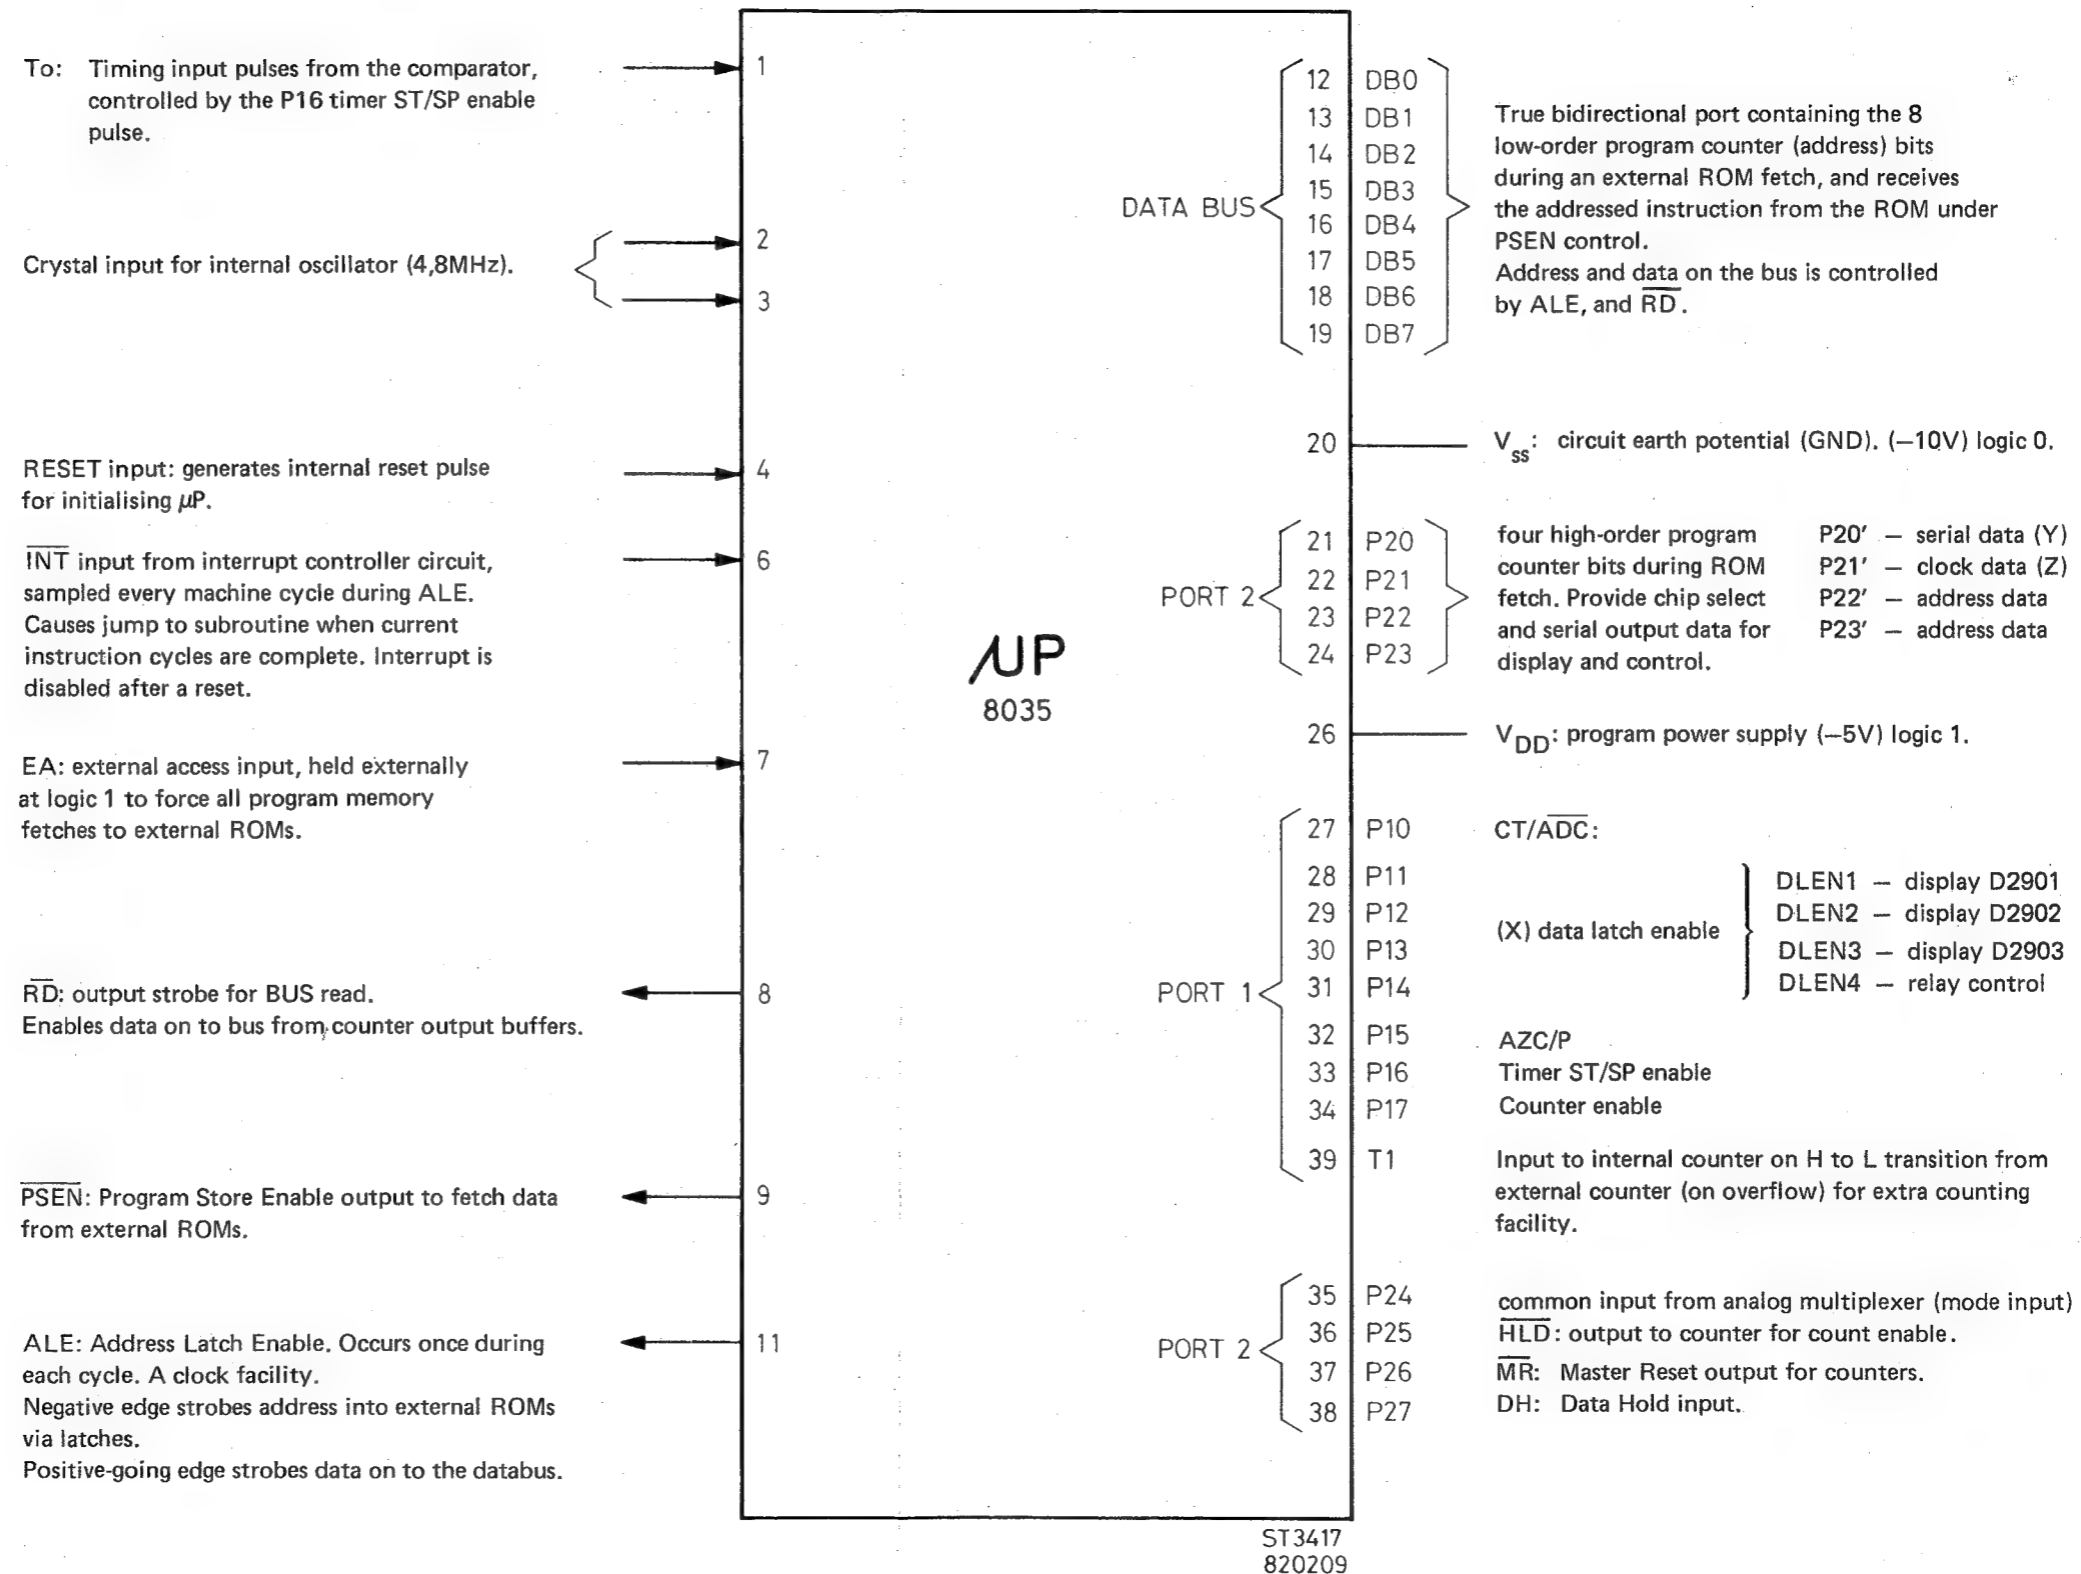 To: Timing input pulses from the comparator,
controlled by the P16 timer ST/SP enable
pulse.
Crystal input for internal oscillator (4,8MHz).
RESET input: generates internal reset pulse
for initialising µP.
I̅N̅T̅ input from interrupt controller circuit,
sampled every machine cycle during ALE.
Causes jump to subroutine when current
instruction cycles are complete. Interrupt is
disabled after a reset.
EA: external access input, held externally
at logic 1 to force all program memory
fetches to external ROMs.
R̅D̅: output strobe for BUS read.
Enables data on to bus from counter output buffers.
P̅S̅E̅N̅: Program Store Enable output to fetch data
from external ROMs.
ALE: Address Latch Enable. Occurs once during
each cycle. A clock facility.
Negative edge strobes address into external ROMs
via latches.
Positive-going edge strobes data on to the databus.
1
2
3
4
6
7
8
9
11
µP
8035
DATA BUS
12 DB0
13 DB1
14 DB2
15 DB3
16 DB4
17 DB5
18 DB6
19 DB7
True bidirectional port containing the 8
low-order program counter (address) bits
during an external ROM fetch, and receives
the addressed instruction from the ROM under
PSEN control.
Address and data on the bus is controlled
by ALE, and R̅D̅.
20 Vss: circuit earth potential (GND). (–10V) logic 0.
PORT 2
21 P20
22 P21
23 P22
24 P23
four high-order program
counter bits during ROM
fetch. Provide chip select
and serial output data for
display and control.
P20′ – serial data (Y)
P21′ – clock data (Z)
P22′ – address data
P23′ – address data
26 VDD: program power supply (–5V) logic 1.
PORT 1
27 P10 CT/A̅D̅C̅:
28 P11
29 P12
30 P13
31 P14
(X) data latch enable
DLEN1 – display D2901
DLEN2 – display D2902
DLEN3 – display D2903
DLEN4 – relay control
32 P15 AZC/P
33 P16 Timer ST/SP enable
34 P17 Counter enable
39 T1 Input to internal counter on H to L transition from
external counter (on overflow) for extra counting
facility.
PORT 2
35 P24 common input from analog multiplexer (mode input)
36 P25 H̅L̅D̅: output to counter for count enable.
37 P26 M̅R̅: Master Reset output for counters.
38 P27 DH: Data Hold input.
ST3417
820209